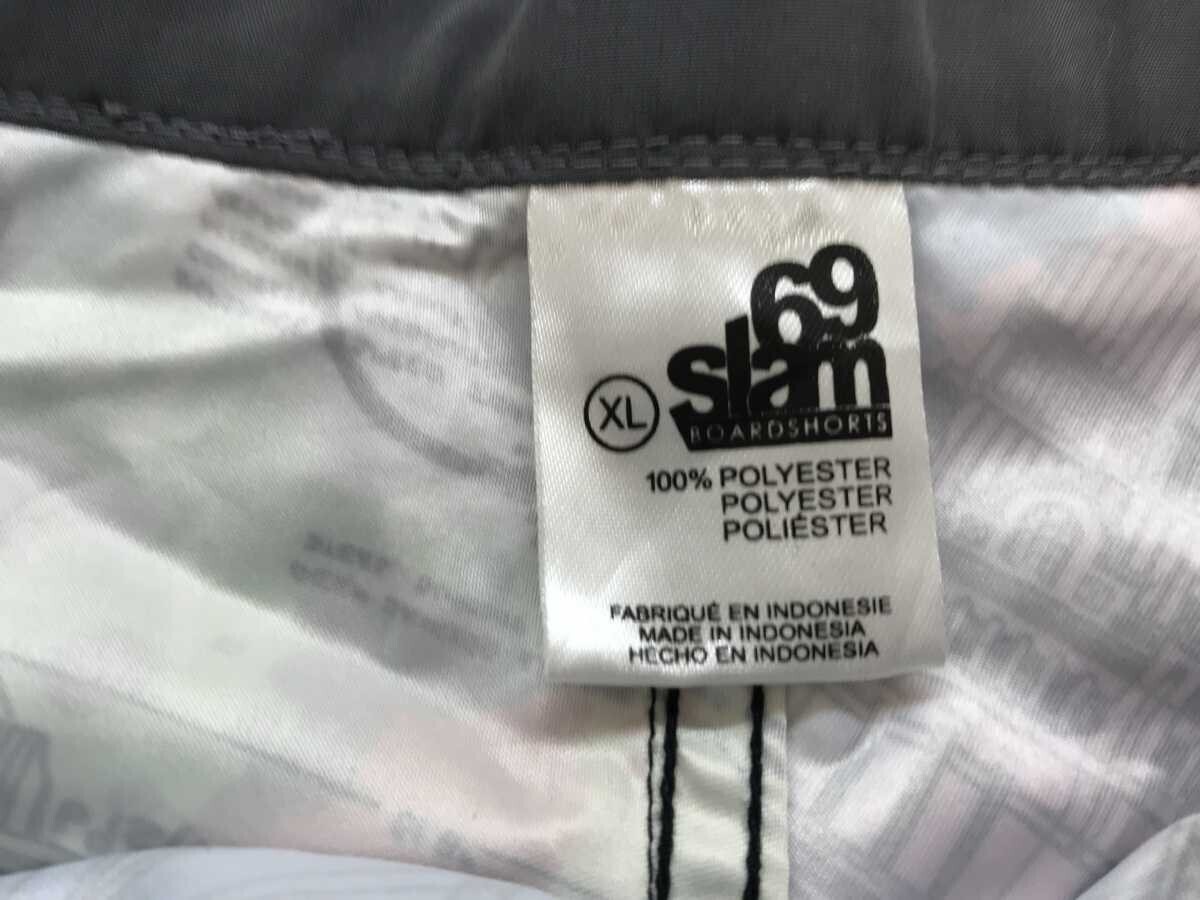 69
slam
XL
BOARDSHORTS
100% POLYESTER
POLYESTER
POLIÉSTER
FABRIQUÉ EN INDONESIE
MADE IN INDONESIA
HECHO EN INDONESIA